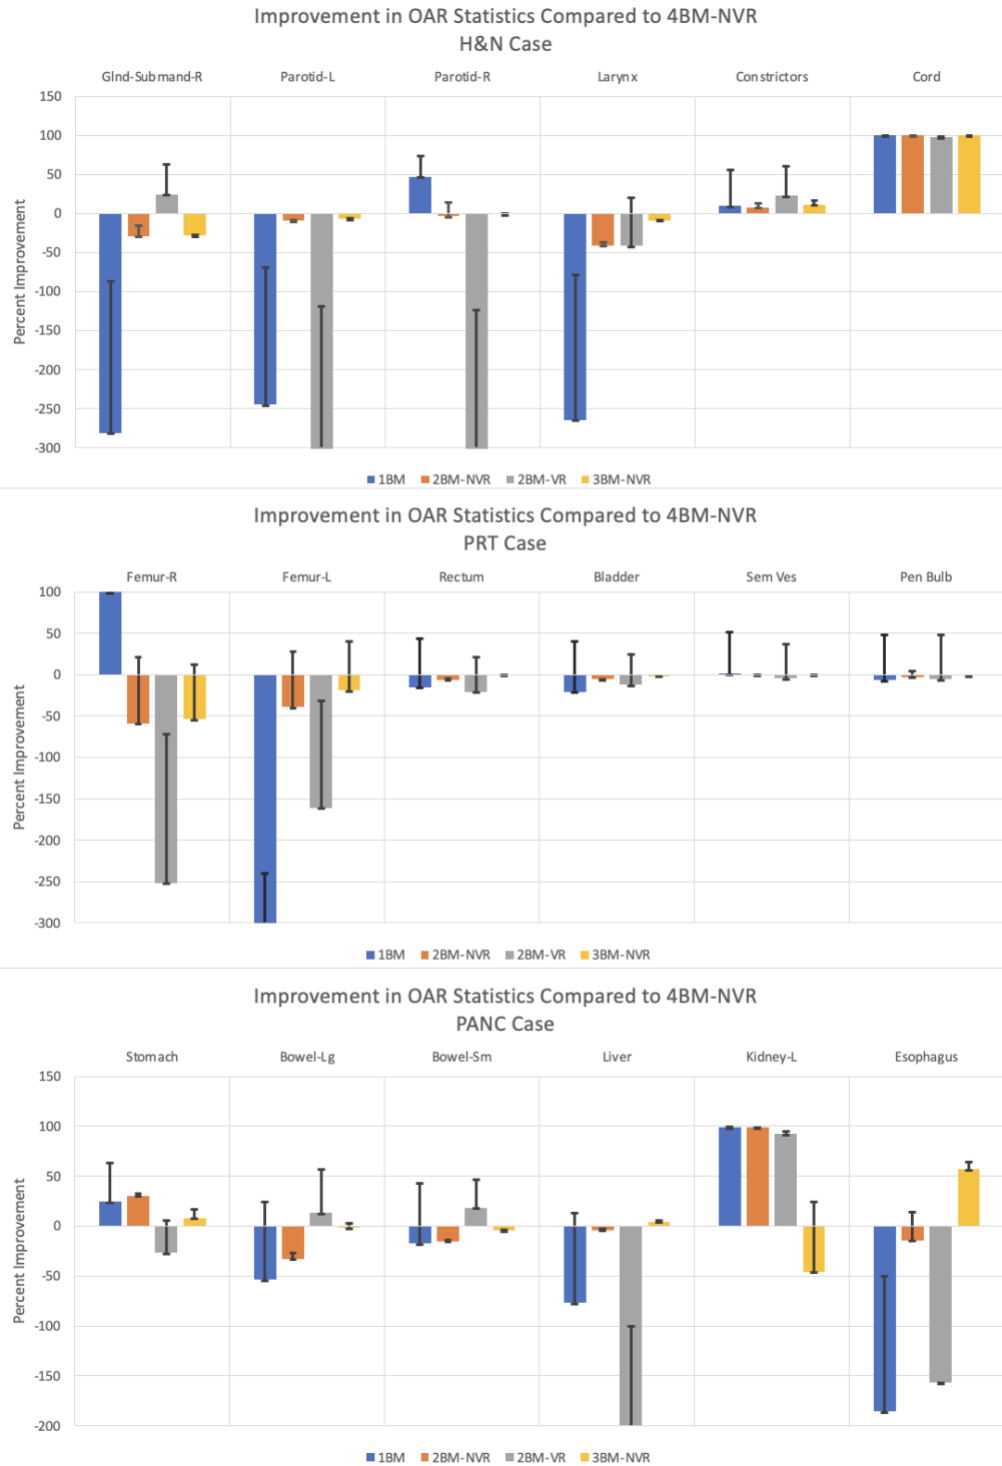 Improvement in OAR Statistics Compared to 4BM-NVR
H&N Case
Glnd-Submand-R Parotid-L Parotid-R Larynx Constrictors Cord
150
100
50
0
-50
-100
-150
-200
-250
-300
Percent Improvement
1BM 2BM-NVR 2BM-VR 3BM-NVR
Improvement in OAR Statistics Compared to 4BM-NVR
PRT Case
Femur-R Femur-L Rectum Bladder Sem Ves Pen Bulb
100
50
0
-50
-100
-150
-200
-250
-300
Percent Improvement
1BM 2BM-NVR 2BM-VR 3BM-NVR
Improvement in OAR Statistics Compared to 4BM-NVR
PANC Case
Stomach Bowel-Lg Bowel-Sm Liver Kidney-L Esophagus
150
100
50
0
-50
-100
-150
-200
Percent Improvement
1BM 2BM-NVR 2BM-VR 3BM-NVR